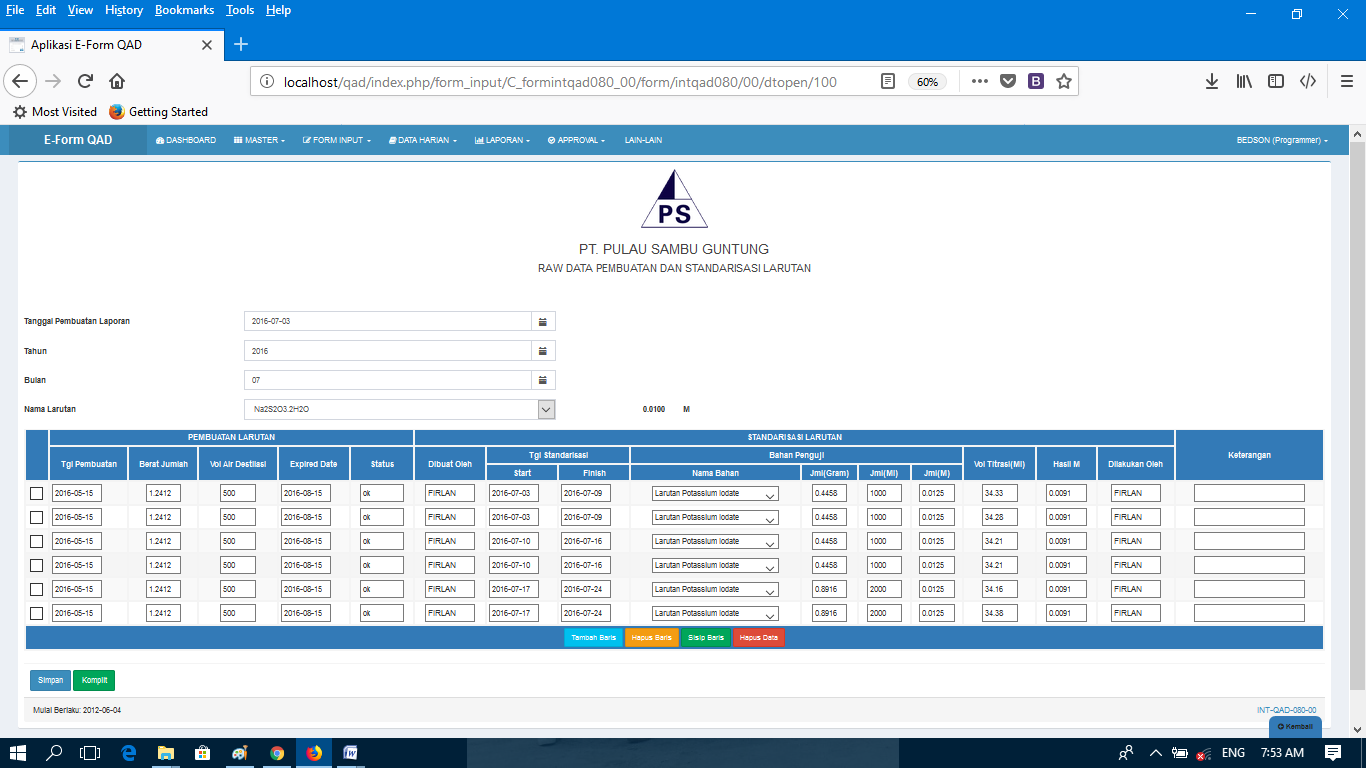 File Edit View History Bookmarks Tools Help
Aplikasi E-Form QAD
localhost/qad/index.php/form_input/C_formintqad080_00/form/intqad080/00/dtopen/100 60%
Most Visited Getting Started
E-Form QAD DASHBOARD MASTER FORM INPUT DATA HARIAN LAPORAN APPROVAL LAIN-LAIN BEDSON (Programmer)
PS
PT. PULAU SAMBU GUNTUNG
RAW DATA PEMBUATAN DAN STANDARISASI LARUTAN
Tanggal Pembuatan Laporan 2016-07-03
Tahun 2016
Bulan 07
Nama Larutan Na2S2O3.2H2O 0.0100 M
PEMBUATAN LARUTAN STANDARISASI LARUTAN
Tgl Pembuatan Berat Jumlah Vol Air Destilasi Expired Date Status Dibuat Oleh Tgl Standarisasi Bahan Penguji Vol Titrasi(Ml) Hasil M Dilakukan Oleh Keterangan
Start Finish Nama Bahan Jml(Gram) Jml(Ml) Jml(M)
2016-05-15 1.2412 500 2016-08-15 ok FIRLAN 2016-07-03 2016-07-09 Larutan Potassium Iodate 0.4458 1000 0.0125 34.33 0.0091 FIRLAN
2016-05-15 1.2412 500 2016-08-15 ok FIRLAN 2016-07-03 2016-07-09 Larutan Potassium Iodate 0.4458 1000 0.0125 34.28 0.0091 FIRLAN
2016-05-15 1.2412 500 2016-08-15 ok FIRLAN 2016-07-10 2016-07-16 Larutan Potassium Iodate 0.4458 1000 0.0125 34.21 0.0091 FIRLAN
2016-05-15 1.2412 500 2016-08-15 ok FIRLAN 2016-07-10 2016-07-16 Larutan Potassium Iodate 0.4458 1000 0.0125 34.21 0.0091 FIRLAN
2016-05-15 1.2412 500 2016-08-15 ok FIRLAN 2016-07-17 2016-07-24 Larutan Potassium Iodate 0.8916 2000 0.0125 34.16 0.0091 FIRLAN
2016-05-15 1.2412 500 2016-08-15 ok FIRLAN 2016-07-17 2016-07-24 Larutan Potassium Iodate 0.8916 2000 0.0125 34.38 0.0091 FIRLAN
Tambah Baris Hapus Baris Sisip Baris Hapus Data
Simpan Komplit
Mulai Berlaku: 2012-06-04 INT-QAD-080-00
Kembali
ENG 7:53 AM